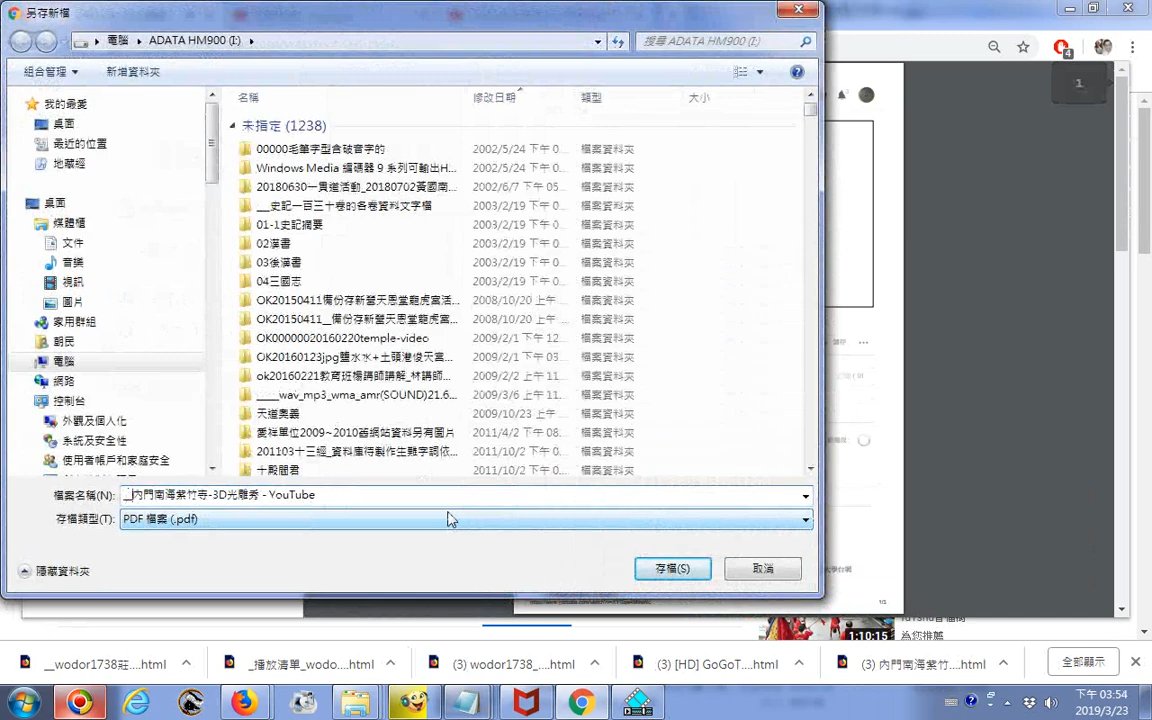 另存新檔
電腦 ▸ ADATA HM900 (I:) ▸
搜尋 ADATA HM900 (I:)
組合管理 ▼ 新增資料夾
我的最愛
桌面
最近的位置
地藏經
桌面
媒體櫃
文件
音樂
視訊
圖片
家用群組
朝民
電腦
網路
控制台
外觀及個人化
系統及安全性
使用者帳戶和家庭安全
名稱 修改日期 類型 大小
未指定 (1238)
00000毛筆字型含破音字的 2002/5/24 下午 0... 檔案資料夾
Windows Media 編碼器 9 系列可輸出H... 2002/5/24 下午 0... 檔案資料夾
20180630一貫道活動_20180702黃國南... 2002/6/7 下午 05... 檔案資料夾
__史記一百三十卷的各卷資料文字檔 2003/2/19 下午 0... 檔案資料夾
01-1史記摘要 2003/2/19 下午 0... 檔案資料夾
02漢書 2003/2/19 下午 0... 檔案資料夾
03後漢書 2003/2/19 下午 0... 檔案資料夾
04三國志 2003/2/19 下午 0... 檔案資料夾
OK20150411備份存新營天恩堂龍虎寓活... 2008/10/20 上午 ... 檔案資料夾
OK20150411__備份存新營天恩堂龍虎寓... 2008/10/20 上午 ... 檔案資料夾
OK00000020160220temple-video 2009/2/1 下午 12... 檔案資料夾
OK20160123jpg鹽水水+土頭港俊天宮... 2009/2/1 下午 03... 檔案資料夾
ok20160221教育班楊講師講解_林講師... 2009/2/2 上午 11... 檔案資料夾
____wav_mp3_wma_amr(SOUND)21.6... 2009/3/6 上午 11... 檔案資料夾
天道奧義 2009/10/23 上午... 檔案資料夾
愛祥單位2009~2010舊網站資料另有圖片 2011/4/2 下午 08... 檔案資料夾
201103十三經_資料庫待製作生難字詞依... 2011/10/2 上午 0... 檔案資料夾
十殿閻君 2011/10/2 上午 0... 檔案資料夾
檔案名稱(N): __內門南海紫竹寺-3D光雕秀 - YouTube
存檔類型(T): PDF 檔案 (.pdf)
隱藏資料夾
存檔(S) 取消
4
1
1/3
1:10:15
為您推薦
__wodor1738莊....html
_播放清單_wodo....html
(3) wodor1738_....html
(3) [HD] GoGoT....html
(3) 內門南海紫竹....html
全部顯示
下午 03:54
2019/3/23